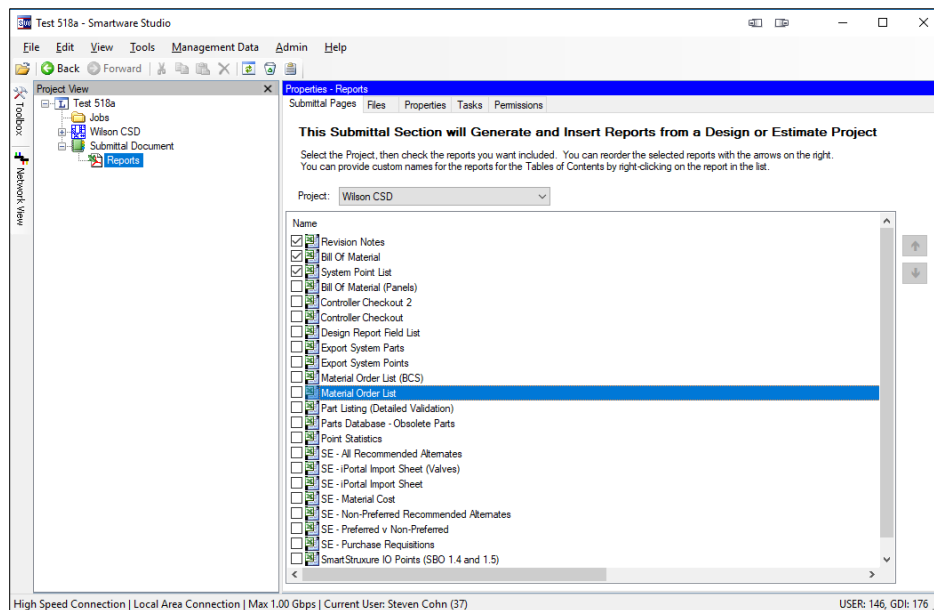 Test 518a - Smartware Studio
File Edit View Tools Management Data Admin Help
Back Forward
Project View
Toolbox
Network View
Test 518a
Jobs
Wilson CSD
Submittal Document
Reports
Properties - Reports
Submittal Pages Files Properties Tasks Permissions
This Submittal Section will Generate and Insert Reports from a Design or Estimate Project
Select the Project, then check the reports you want included. You can reorder the selected reports with the arrows on the right.
You can provide custom names for the reports for the Tables of Contents by right-clicking on the report in the list.
Project: Wilson CSD
Name
Revision Notes
Bill Of Material
System Point List
Bill Of Material (Panels)
Controller Checkout 2
Controller Checkout
Design Report Field List
Export System Parts
Export System Points
Material Order List (BCS)
Material Order List
Part Listing (Detailed Validation)
Parts Database - Obsolete Parts
Point Statistics
SE - All Recommended Alternates
SE - iPortal Import Sheet (Valves)
SE - iPortal Import Sheet
SE - Material Cost
SE - Non-Preferred Recommended Alternates
SE - Preferred v Non-Preferred
SE - Purchase Requisitions
SmartStruxure IO Points (SBO 1.4 and 1.5)
High Speed Connection | Local Area Connection | Max 1.00 Gbps | Current User: Steven Cohn (37) USER: 146, GDI: 176